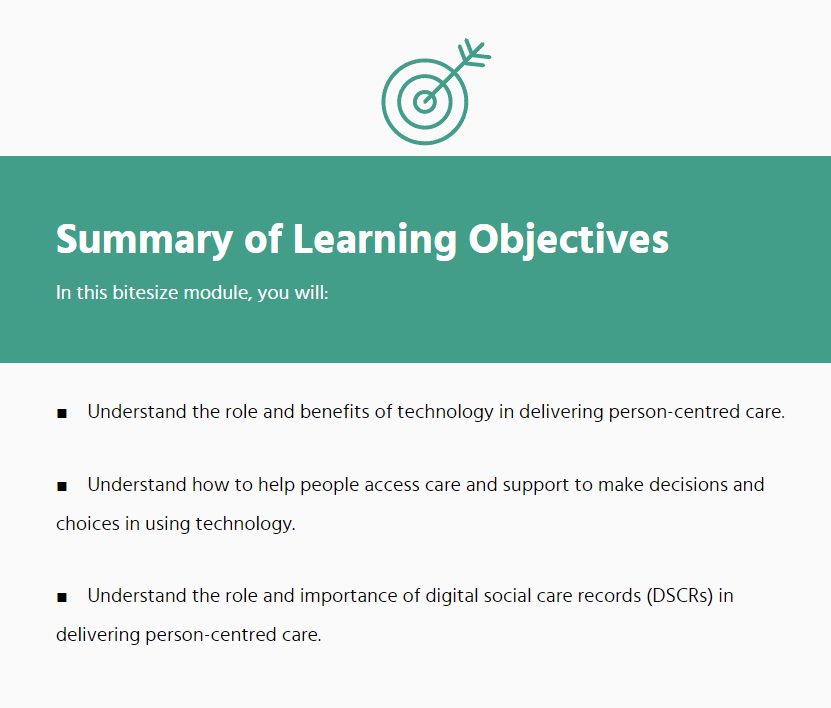 Summary of Learning Objectives
In this bitesize module, you will:
▪ Understand the role and benefits of technology in delivering person-centred care.
▪ Understand how to help people access care and support to make decisions and
choices in using technology.
▪ Understand the role and importance of digital social care records (DSCRs) in
delivering person-centred care.